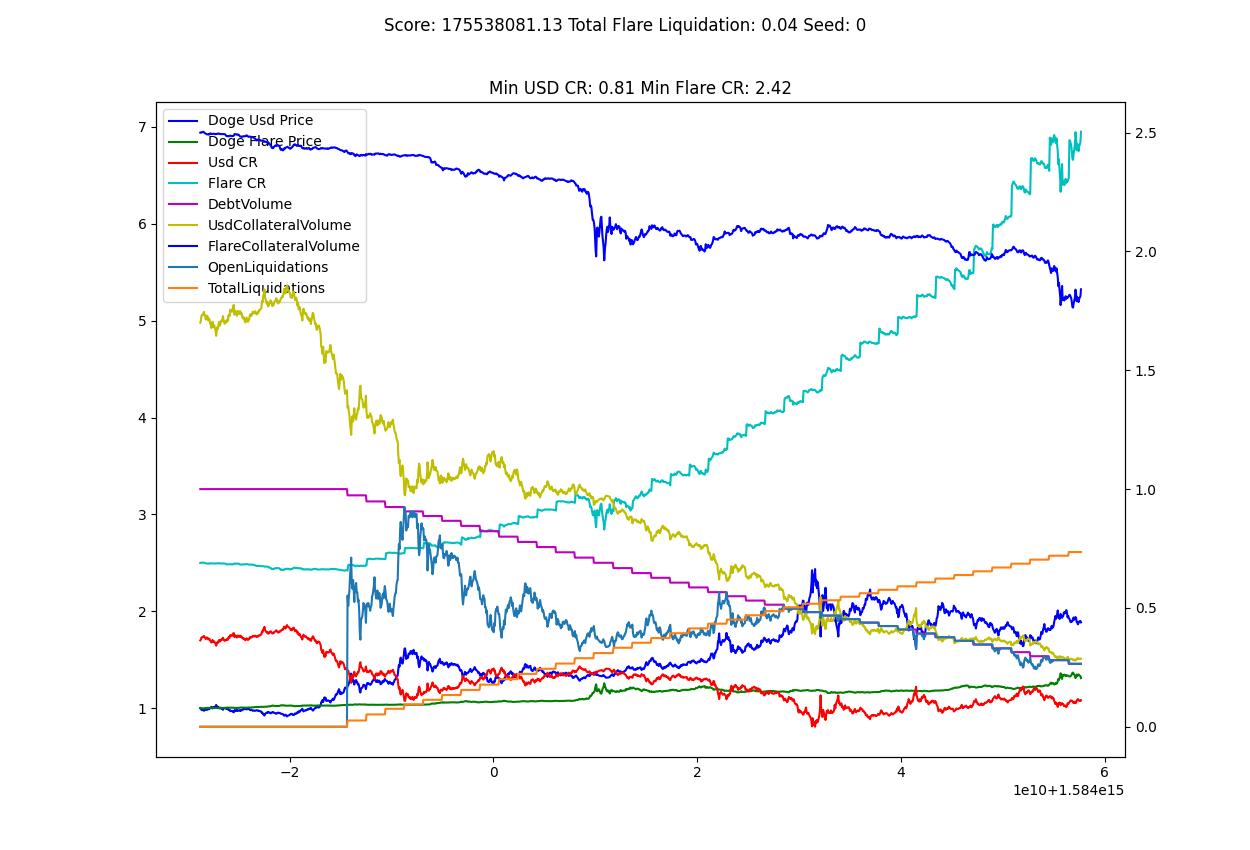 Score: 175538081.13 Total Flare Liquidation: 0.04 Seed: 0
Min USD CR: 0.81 Min Flare CR: 2.42
Doge Usd Price
Doge Flare Price
Usd CR
Flare CR
DebtVolume
UsdCollateralVolume
FlareCollateralVolume
OpenLiquidations
TotalLiquidations
7
6
5
4
3
2
1
2.5
2.0
1.5
1.0
0.5
0.0
−2
0
2
4
6
1e10+1.584e15